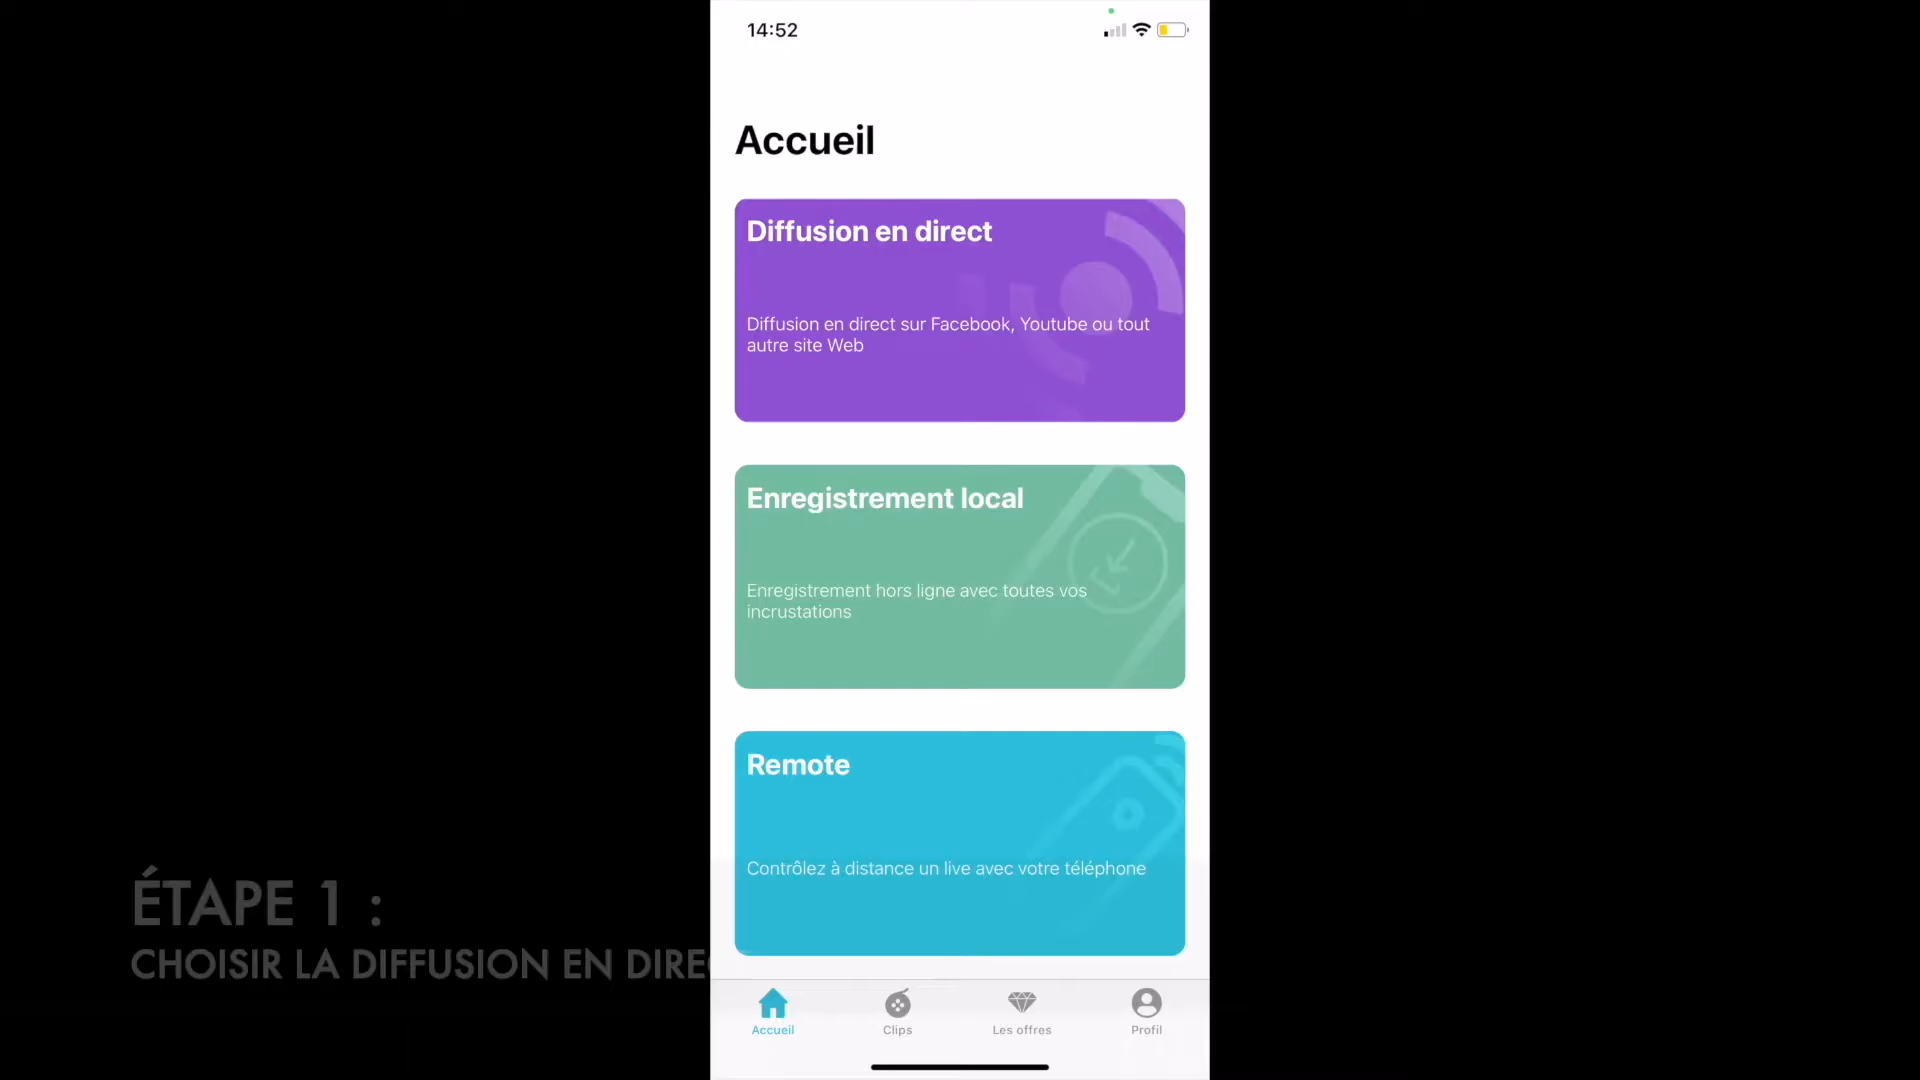 14:52
Accueil
Diffusion en direct
Diffusion en direct sur Facebook, Youtube ou tout
autre site Web
Enregistrement local
Enregistrement hors ligne avec toutes vos
incrustations
Remote
Contrôlez à distance un live avec votre téléphone
ÉTAPE 1 :
CHOISIR LA DIFFUSION EN
Accueil
Clips
Les offres
Profil